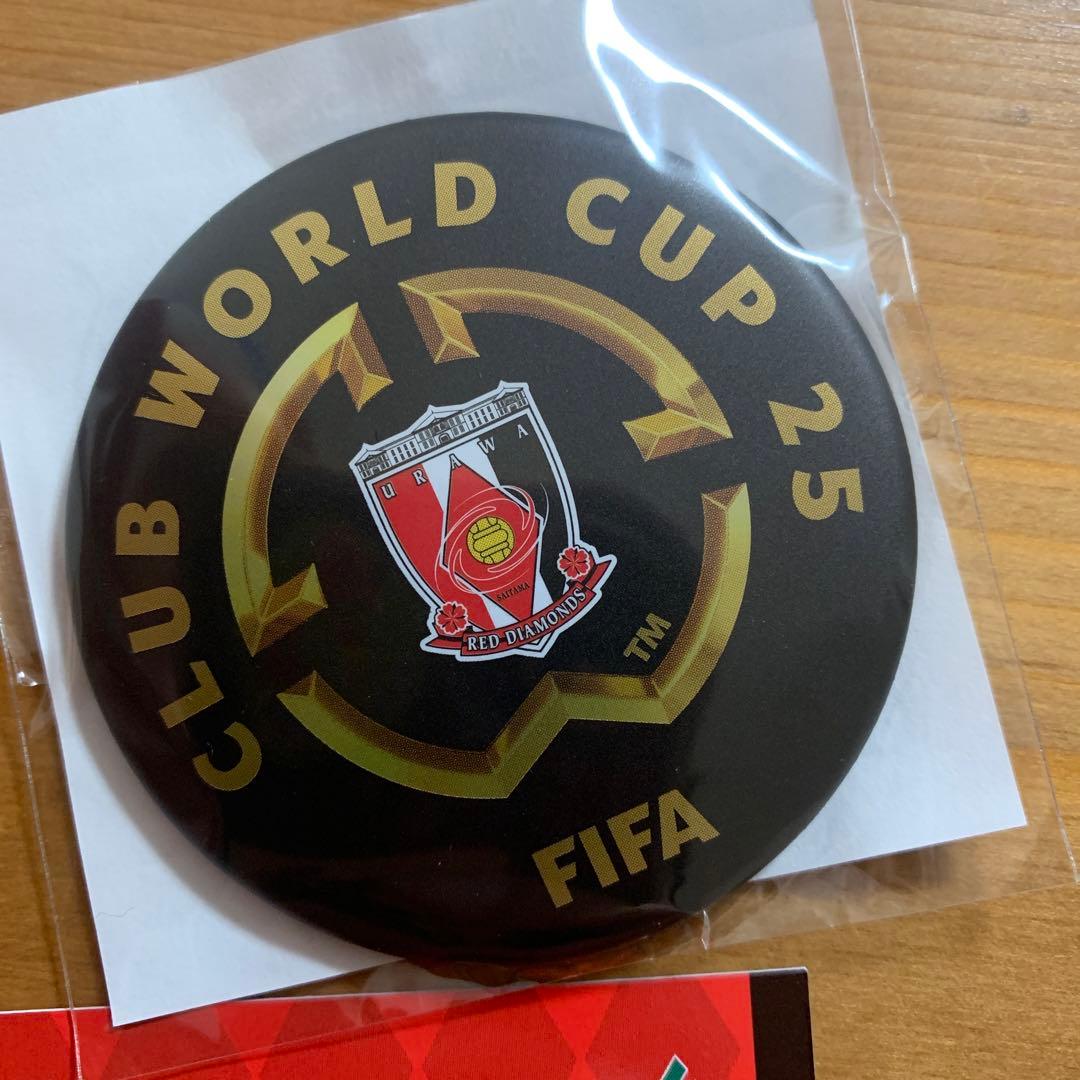 CLUB WORLD CUP 25
URAWA
SAITAMA
RED DIAMONDS
TM
FIFA